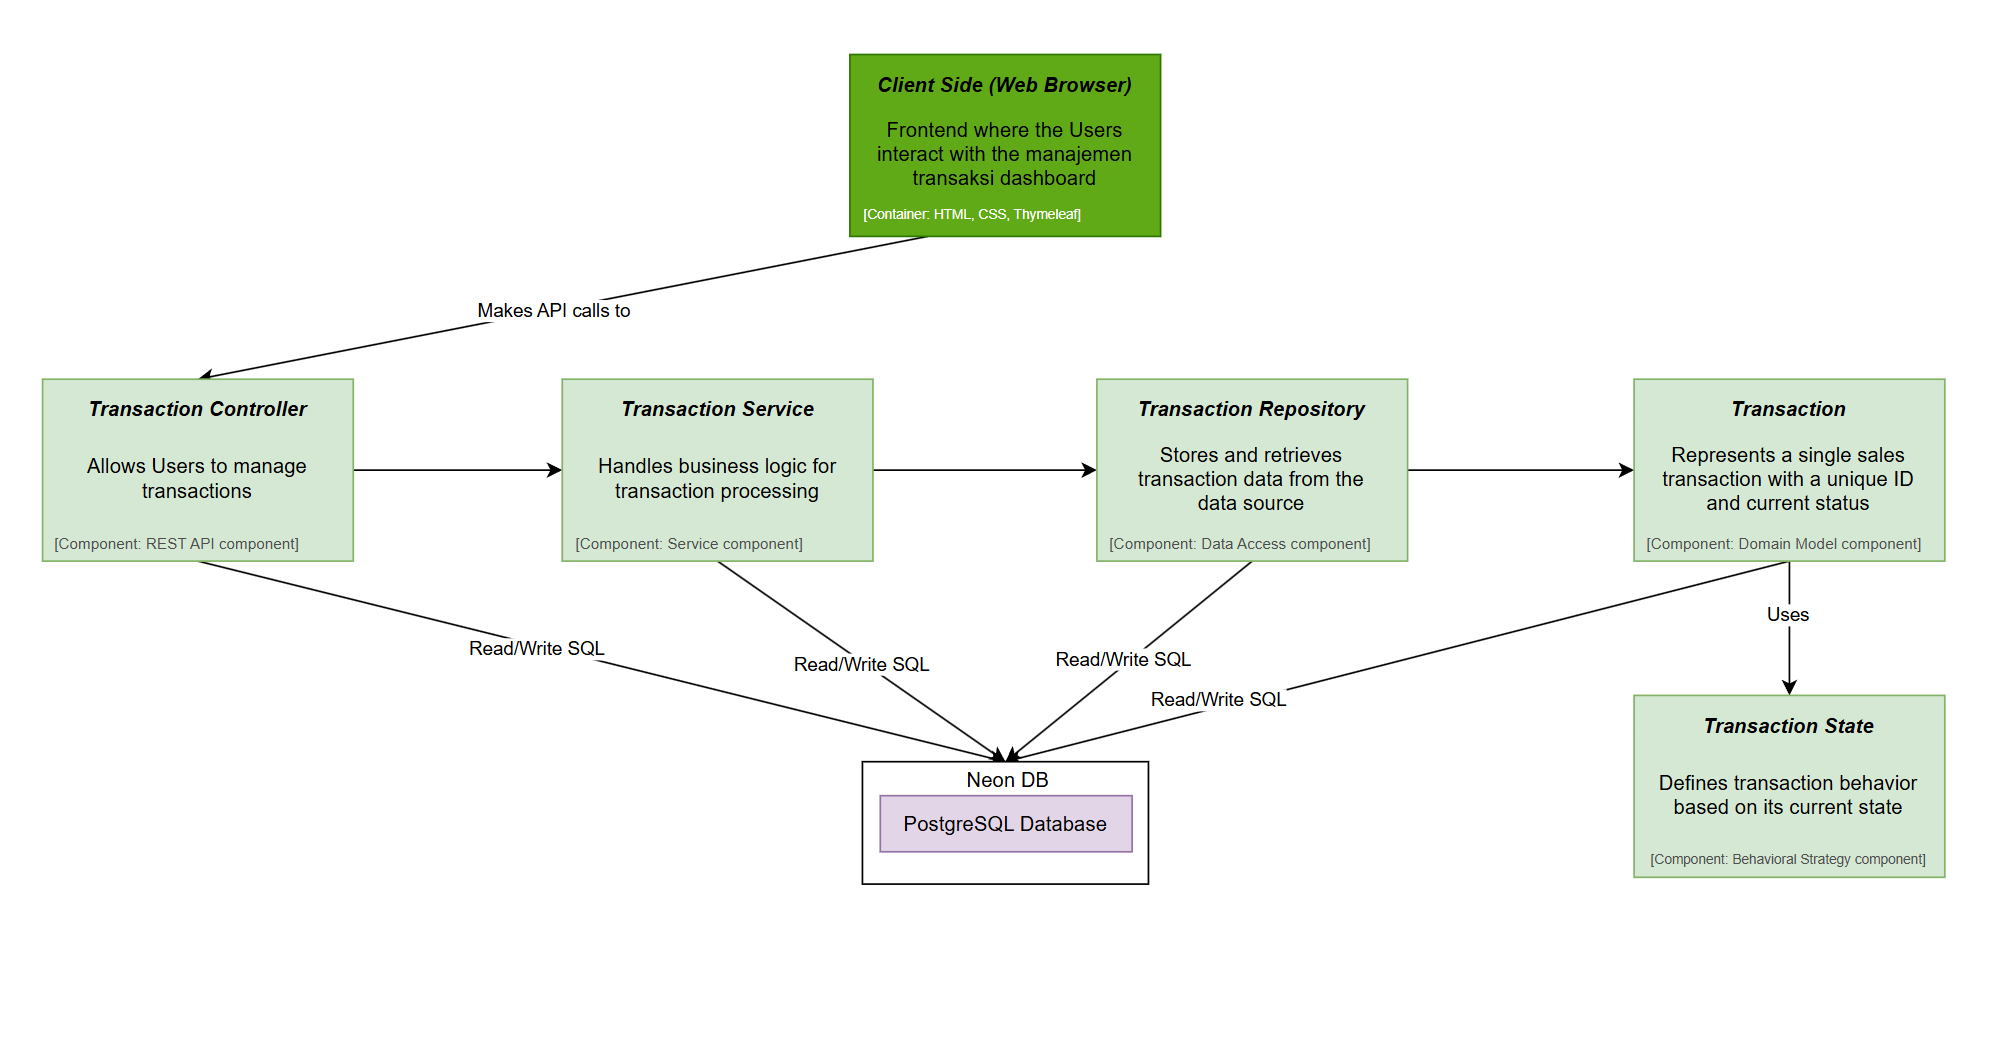 Client Side (Web Browser)
Frontend where the Users
interact with the manajemen
transaksi dashboard
[Container: HTML, CSS, Thymeleaf]
Makes API calls to
Transaction Controller
Allows Users to manage
transactions
[Component: REST API component]
Transaction Service
Handles business logic for
transaction processing
[Component: Service component]
Transaction Repository
Stores and retrieves
transaction data from the
data source
[Component: Data Access component]
Transaction
Represents a single sales
transaction with a unique ID
and current status
[Component: Domain Model component]
Read/Write SQL
Read/Write SQL
Read/Write SQL
Read/Write SQL
Uses
Neon DB
PostgreSQL Database
Transaction State
Defines transaction behavior
based on its current state
[Component: Behavioral Strategy component]